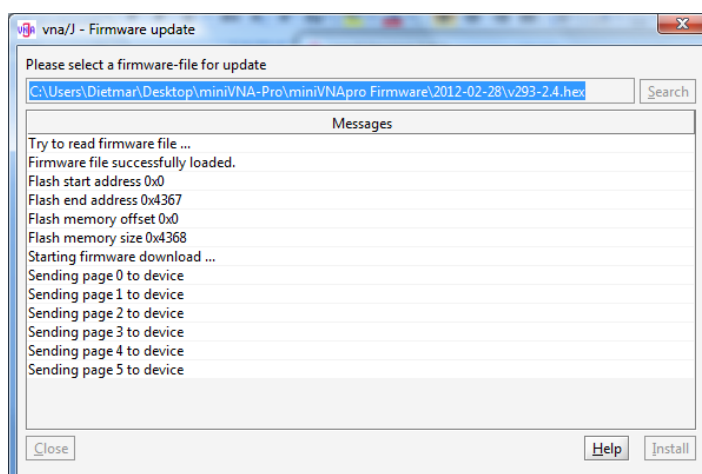 vna/J - Firmware update
Please select a firmware-file for update
C:\Users\Dietmar\Desktop\miniVNA-Pro\miniVNApro Firmware\2012-02-28\v293-2.4.hex
Search
Messages
Try to read firmware file ...
Firmware file successfully loaded.
Flash start address 0x0
Flash end address 0x4367
Flash memory offset 0x0
Flash memory size 0x4368
Starting firmware download ...
Sending page 0 to device
Sending page 1 to device
Sending page 2 to device
Sending page 3 to device
Sending page 4 to device
Sending page 5 to device
Close
Help
Install